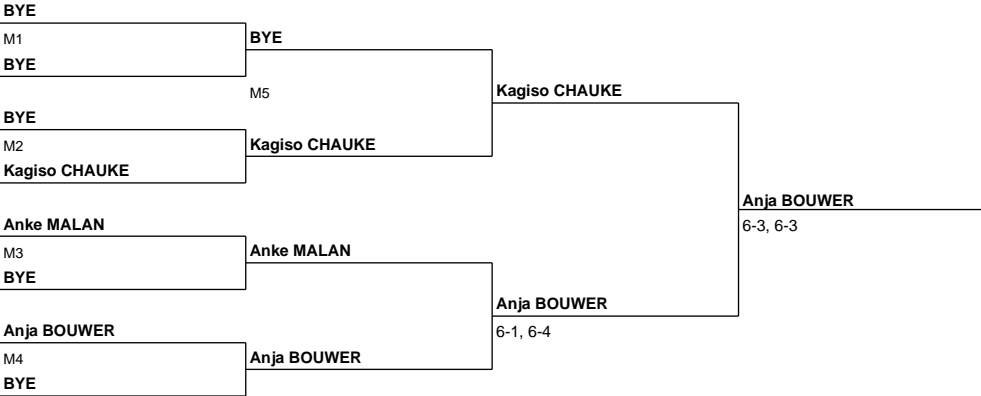 BYE
M1
BYE
BYE
M2
Kagiso CHAUKE
Anke MALAN
M3
BYE
Anja BOUWER
M4
BYE
BYE
M5
Kagiso CHAUKE
Anke MALAN
Anja BOUWER
Kagiso CHAUKE
Anja BOUWER
6-1, 6-4
Anja BOUWER
6-3, 6-3